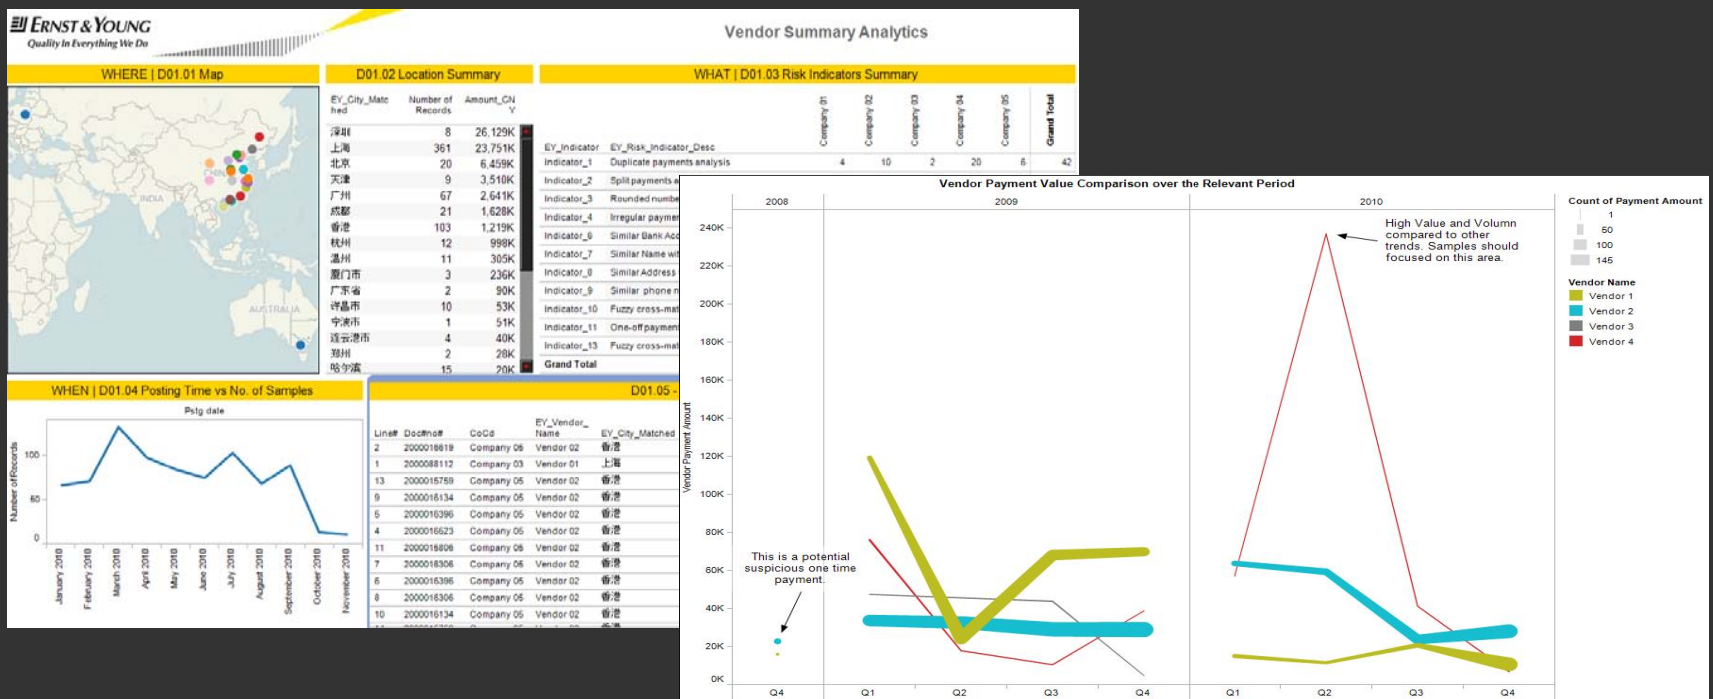 ERNST & YOUNG
Quality In Everything We Do
Vendor Summary Analytics
WHERE | D01.01 Map
CHINA
INDIA
AUSTRALIA
D01.02 Location Summary
EY_City_Matc
hed
Number of
Records
Amount_CN
Y
深圳 8 26,129K
上海 361 23,751K
北京 20 6,459K
天津 9 3,510K
广州 67 2,641K
成都 21 1,628K
香港 103 1,219K
杭州 12 998K
温州 11 305K
厦门市 3 236K
广东省 2 90K
许昌市 10 53K
宁波市 1 51K
连云港市 4 40K
郑州 2 28K
哈尔滨 15 20K
WHAT | D01.03 Risk Indicators Summary
Company 01
Company 02
Company 03
Company 04
Company 05
Grand Total
EY_Indicator EY_Risk_Indicator_Desc
Indicator_1 Duplicate payments analysis 4 10 2 20 6 42
Indicator_2 Split payments a
Indicator_3 Rounded numbe
Indicator_4 Irregular payme
Indicator_6 Similar Bank Acc
Indicator_7 Similar Name wit
Indicator_8 Similar Address
Indicator_9 Similar phone n
Indicator_10 Fuzzy cross-mat
Indicator_11 One-off paymen
Indicator_13 Fuzzy cross-mat
Grand Total
WHEN | D01.04 Posting Time vs No. of Samples
Pstg date
Number of Records
100
50
0
January 2010
February 2010
March 2010
April 2010
May 2010
June 2010
July 2010
August 2010
September 2010
October 2010
November 2010
D01.05 -
Line# Doc#no# CoCd EY_Vendor_
Name EY_City_Matched
2 2000016619 Company 05 Vendor 02 香港
1 2000088112 Company 03 Vendor 01 上海
13 2000015759 Company 05 Vendor 02 香港
9 2000016134 Company 05 Vendor 02 香港
5 2000016396 Company 05 Vendor 02 香港
4 2000016623 Company 05 Vendor 02 香港
11 2000015806 Company 05 Vendor 02 香港
7 2000016306 Company 05 Vendor 02 香港
6 2000016396 Company 05 Vendor 02 香港
8 2000016306 Company 05 Vendor 02 香港
10 2000016134 Company 05 Vendor 02 香港
Vendor Payment Value Comparison over the Relevant Period
2008
2009
2010
Vendor Payment Amount
240K
220K
200K
180K
160K
140K
120K
100K
80K
60K
40K
20K
0K
This is a potential
suspicious one time
payment.
High Value and Volumn
compared to other
trends. Samples should
focused on this area.
Q4
Q1
Q2
Q3
Q4
Q1
Q2
Q3
Q4
Count of Payment Amount
1
50
100
145
Vendor Name
Vendor 1
Vendor 2
Vendor 3
Vendor 4